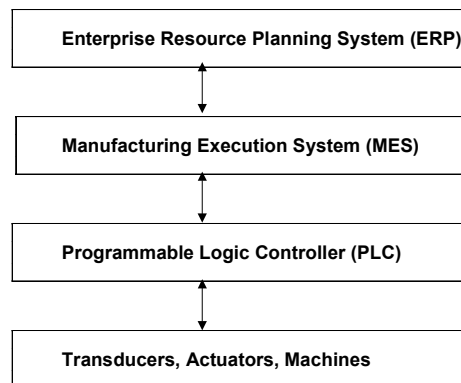 Enterprise Resource Planning System (ERP)
Manufacturing Execution System (MES)
Programmable Logic Controller (PLC)
Transducers, Actuators, Machines